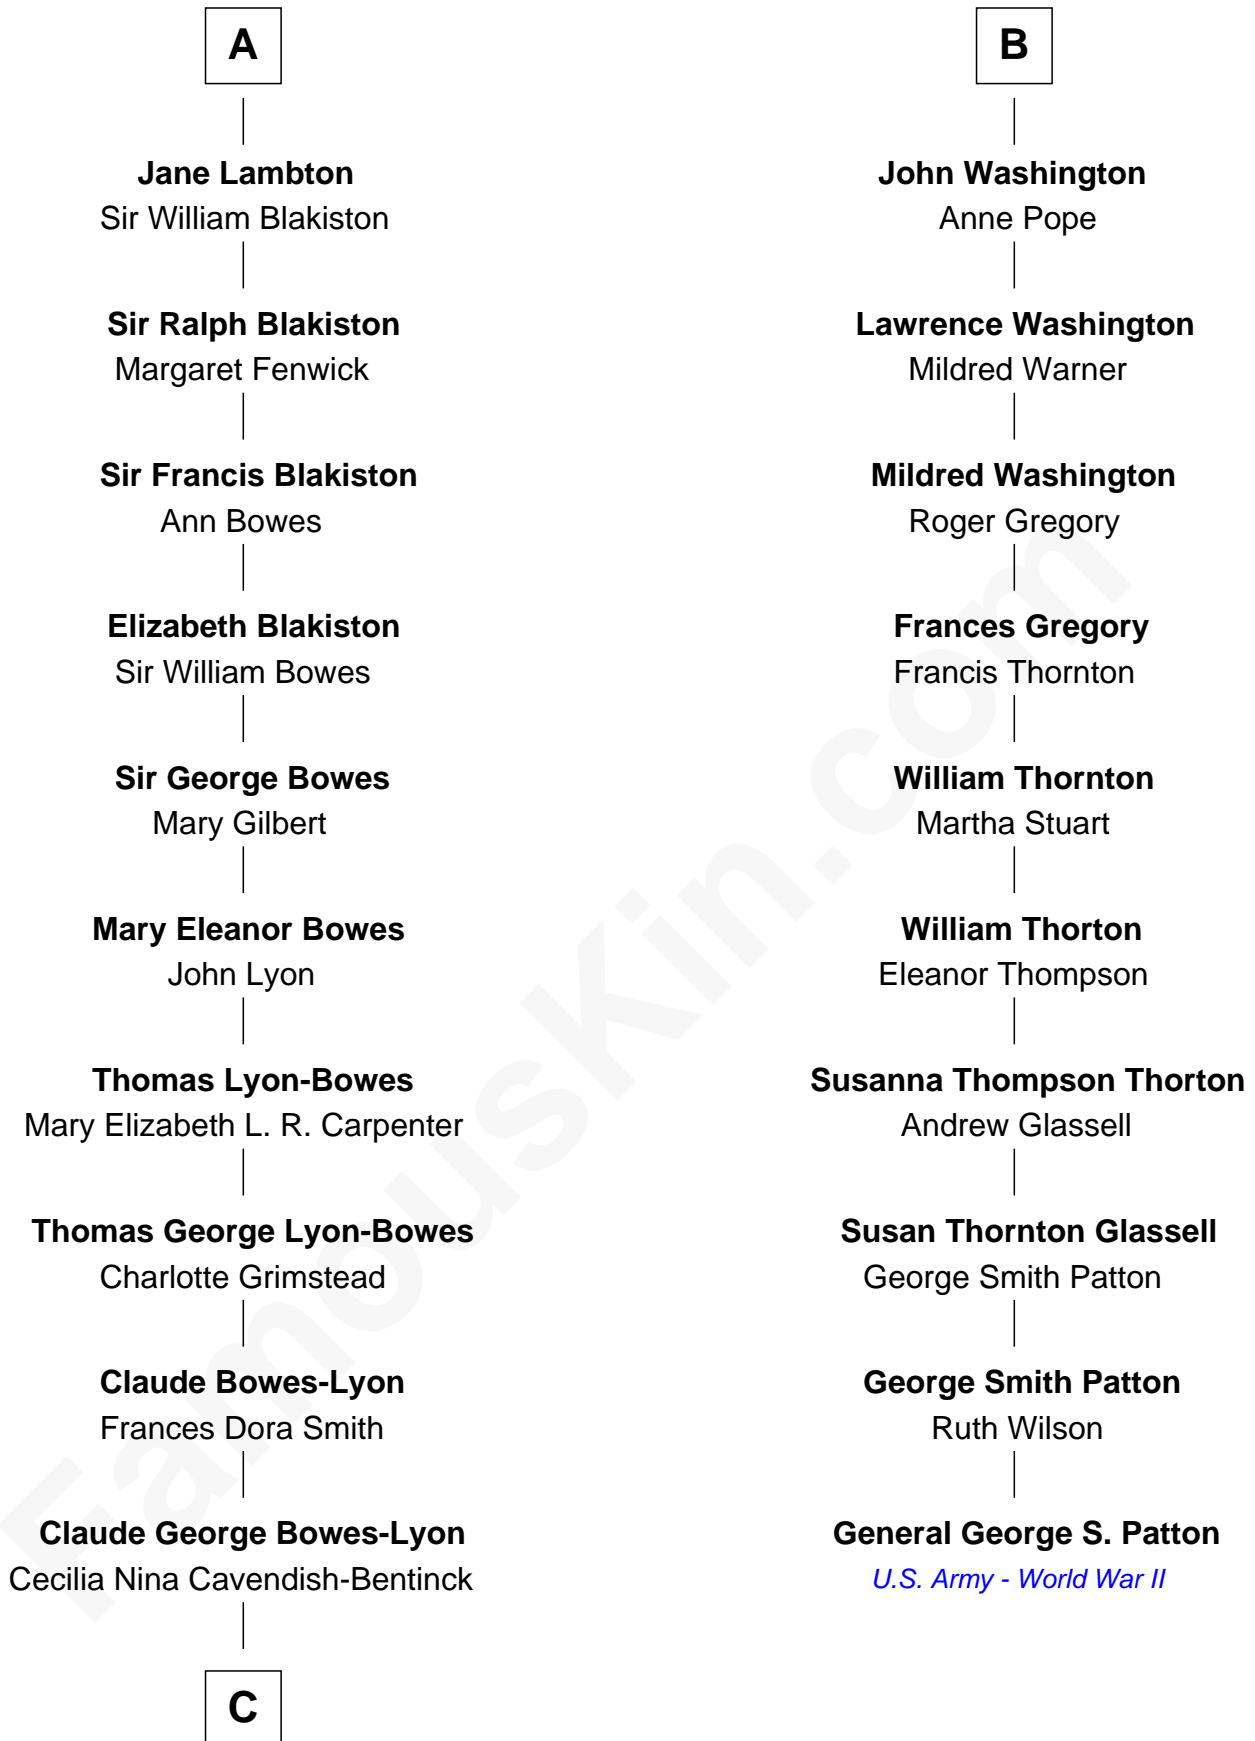 A
Jane Lambton
Sir William Blakiston
Sir Ralph Blakiston
Margaret Fenwick
Sir Francis Blakiston
Ann Bowes
Elizabeth Blakiston
Sir William Bowes
Sir George Bowes
Mary Gilbert
Mary Eleanor Bowes
John Lyon
Thomas Lyon-Bowes
Mary Elizabeth L. R. Carpenter
Thomas George Lyon-Bowes
Charlotte Grimstead
Claude Bowes-Lyon
Frances Dora Smith
Claude George Bowes-Lyon
Cecilia Nina Cavendish-Bentinck
C
B
John Washington
Anne Pope
Lawrence Washington
Mildred Warner
Mildred Washington
Roger Gregory
Frances Gregory
Francis Thornton
William Thornton
Martha Stuart
William Thorton
Eleanor Thompson
Susanna Thompson Thorton
Andrew Glassell
Susan Thornton Glassell
George Smith Patton
George Smith Patton
Ruth Wilson
General George S. Patton
U.S. Army - World War II
FamousKin.com